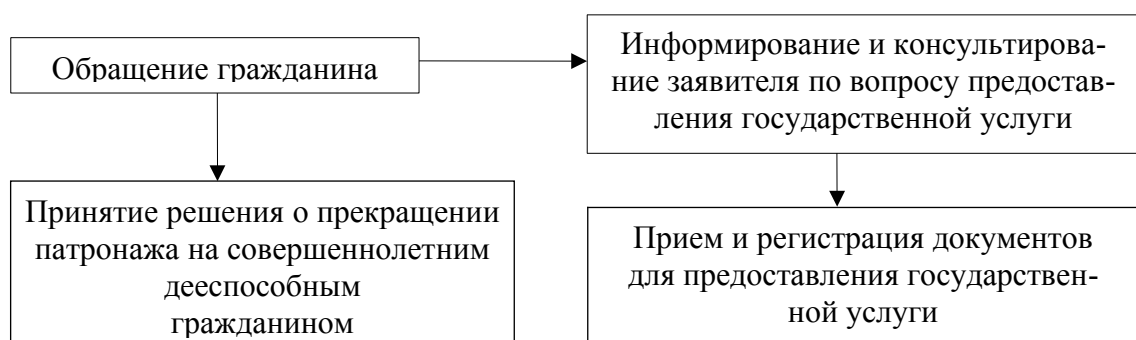 Обращение гражданина
Информирование и консультирова-
ние заявителя по вопросу предостав-
ления государственной услуги
Принятие решения о прекращении
патронажа на совершеннолетним
дееспособным
гражданином
Прием и регистрация документов
для предоставления государствен-
ной услуги